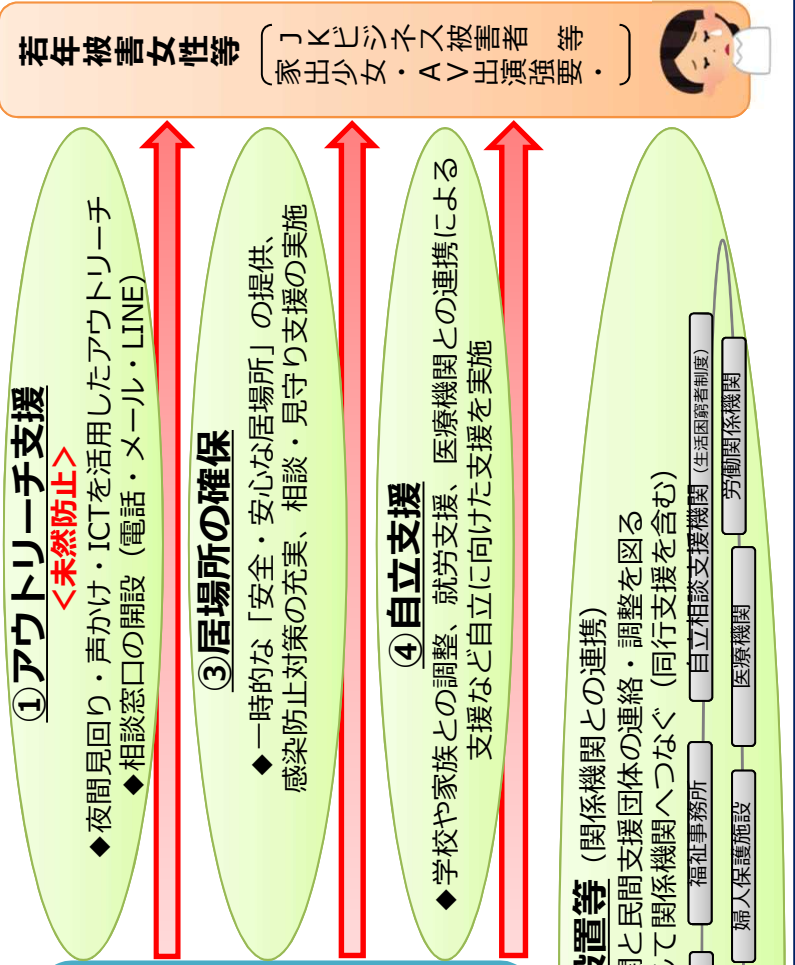 ①アウトリーチ支援
<未然防止>
◆夜間見回り・声かけ・ICTを活用したアウトリーチ
◆相談窓口の開設（電話・メール・LINE）
③居場所の確保
◆一時的な「安全・安心な居場所」の提供、
感染防止対策の充実、相談・見守り支援の実施
④自立支援
◆学校や家族との調整、就労支援、医療機関との連携による
支援など自立に向けた支援を実施
設置等（関係機関との連携）
関と民間支援団体の連絡・調整を図る
て関係機関へつなぐ（同行支援を含む）
福祉事務所
自立相談支援機関（生活困窮者制度）
婦人保護施設
医療機関
労働関係機関
若年被害女性等
JKビジネス被害者等
家出少女・AV出演強要・